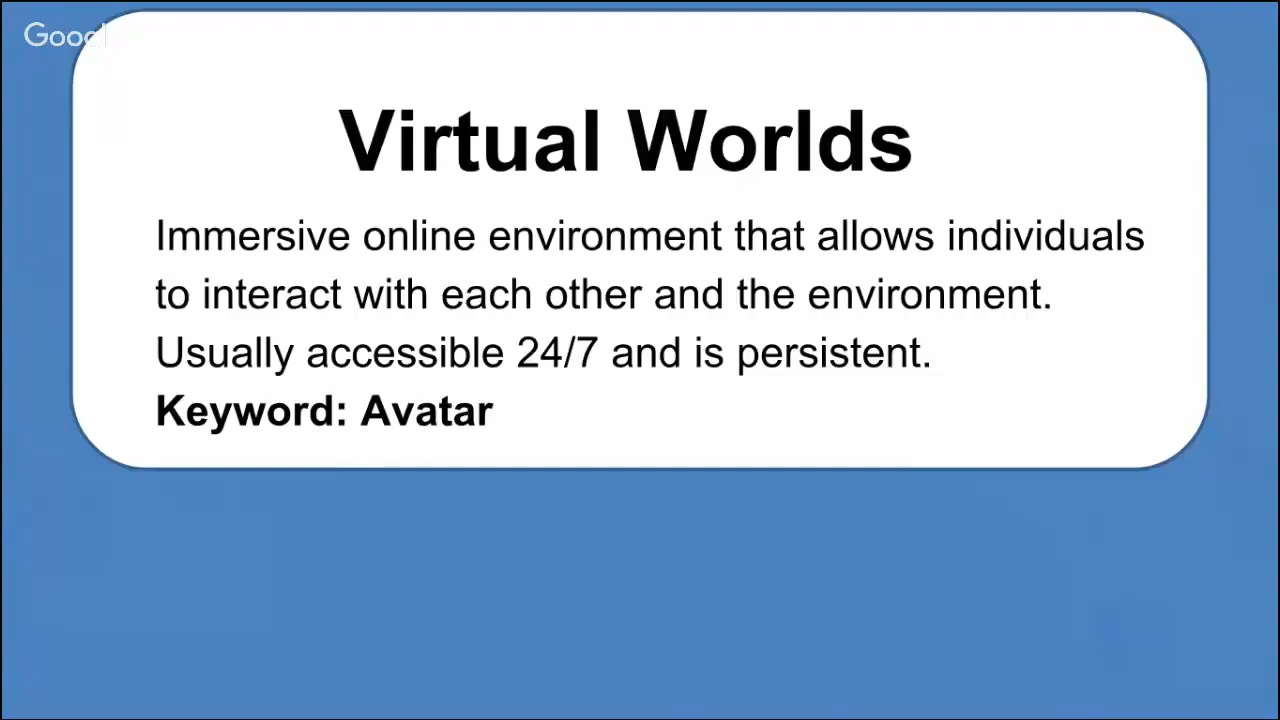 Virtual Worlds
Immersive online environment that allows individuals
to interact with each other and the environment.
Usually accessible 24/7 and is persistent.
Keyword: Avatar